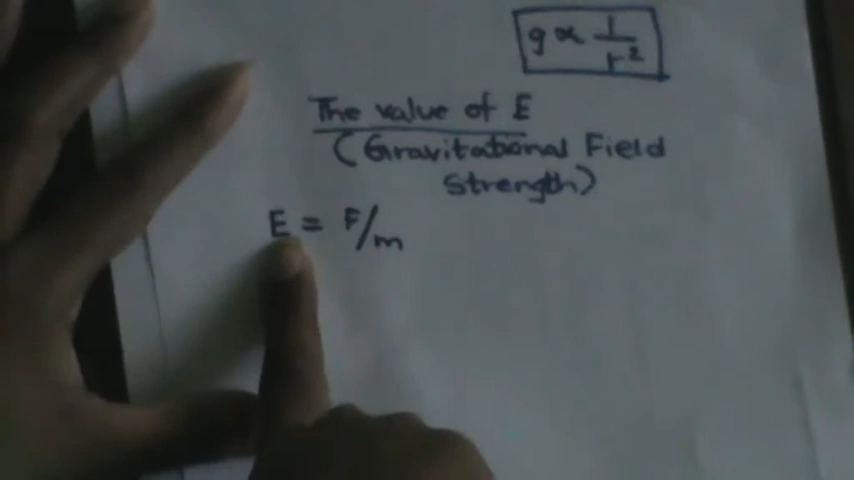 g ∝ 1/r²
The value of E
(Gravitational Field
Strength)
E = F/m